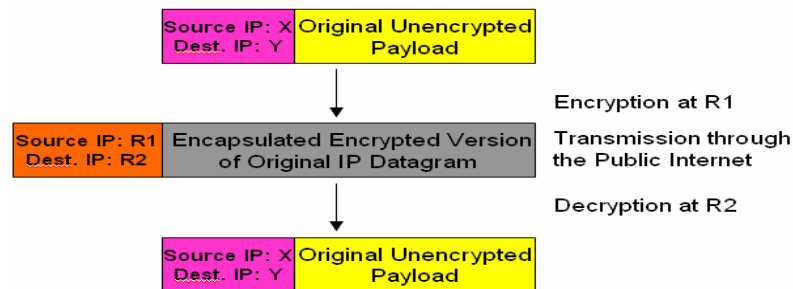 Source IP: X
Dest. IP: Y
Original Unencrypted
Payload
Encryption at R1
Source IP: R1
Dest. IP: R2
Encapsulated Encrypted Version
of Original IP Datagram
Transmission through
the Public Internet
Decryption at R2
Source IP: X
Dest. IP: Y
Original Unencrypted
Payload